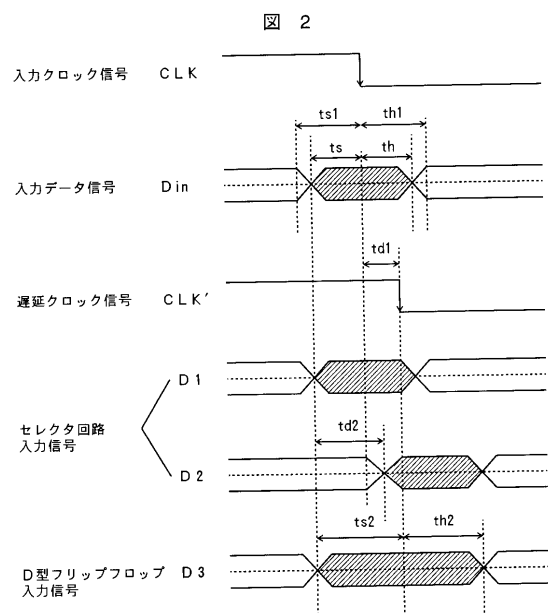 図 2
入力クロック信号 CLK
ts1 th1
ts th
入力データ信号 Din
td1
遅延クロック信号 CLK'
D1
セレクタ回路
入力信号
td2
D2
ts2 th2
D型フリップフロップ D3
入力信号